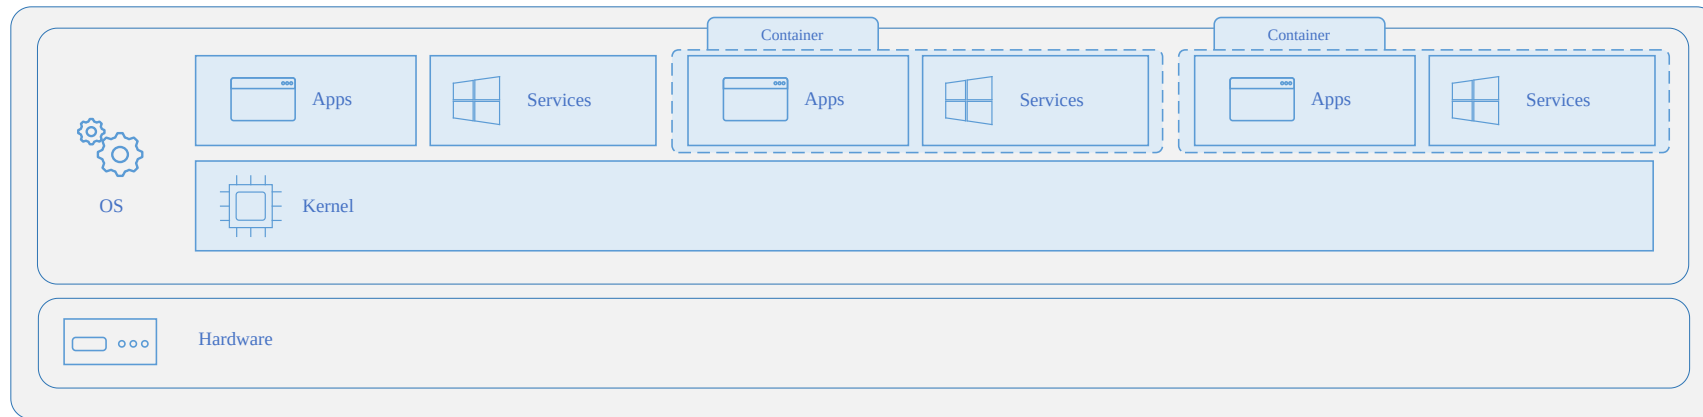 Container
Container
Apps
Services
Apps
Services
Apps
Services
OS
Kernel
Hardware